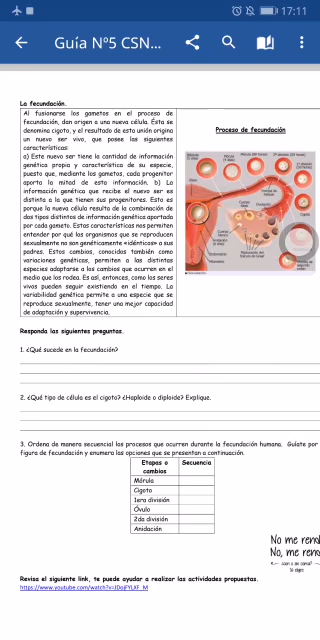 17:11
Guía Nº5 CSN...
La fecundación.
Al fusionarse los gametos en el proceso de
fecundación, dan origen a una nueva célula. Ésta se
denomina cigoto, y el resultado de esta unión origina
un nuevo ser vivo, que posee las siguientes
características:
a) Este nuevo ser tiene la cantidad de información
genética propia y característica de su especie,
puesto que, mediante los gametos, cada progenitor
aporta la mitad de esta información. b) La
información genética que recibe el nuevo ser es
distinta a la que tienen sus progenitores. Esto es
porque la nueva célula resulta de la combinación de
dos tipos distintos de información genética aportada
por cada gameto. Estas características nos permiten
entender por qué los organismos que se reproducen
sexualmente no son genéticamente «idénticos» a sus
padres. Estos cambios, conocidos también como
variaciones genéticas, permiten a las distintas
especies adaptarse a los cambios que ocurren en el
medio que los rodea. Es así, entonces, como los seres
vivos pueden seguir existiendo en el tiempo. La
variabilidad genética permite a una especie que se
reproduce sexualmente, tener una mejor capacidad
de adaptación y supervivencia.
Proceso de fecundación
Responda las siguientes preguntas.
1. ¿Qué sucede en la fecundación?
2. ¿Qué tipo de célula es el cigoto? ¿Haploide o diploide? Explique.
3. Ordena de manera secuencial los procesos que ocurren durante la fecundación humana. Guíate por
figura de fecundación y enumera las opciones que se presentan a continuación.
Etapas o cambios Secuencia
Mórula
Cigoto
1era división
Óvulo
2da división
Anidación
No me rend
No, me ren
Revisa el siguiente link, te puede ayudar a realizar las actividades propuestas.